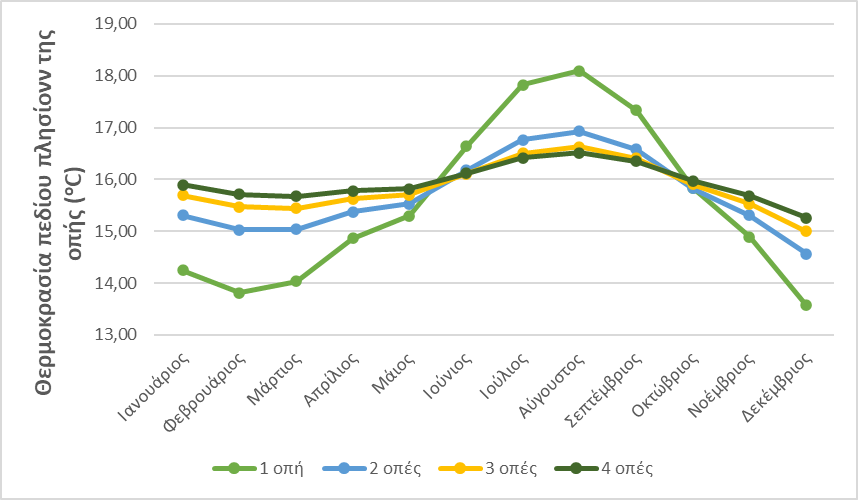 Θερμοκρασία πεδίου πλησίονν της
οπής (°C)
19,00
18,00
17,00
16,00
15,00
14,00
13,00
Ιανουάριος
Φεβρουάριος
Μάρτιος
Απρίλιος
Μάιος
Ιούνιος
Ιούλιος
Αύγουστος
Σεπτέμβριος
Οκτώβριος
Νοέμβριος
Δεκέμβριος
1 οπή 2 οπές 3 οπές 4 οπές